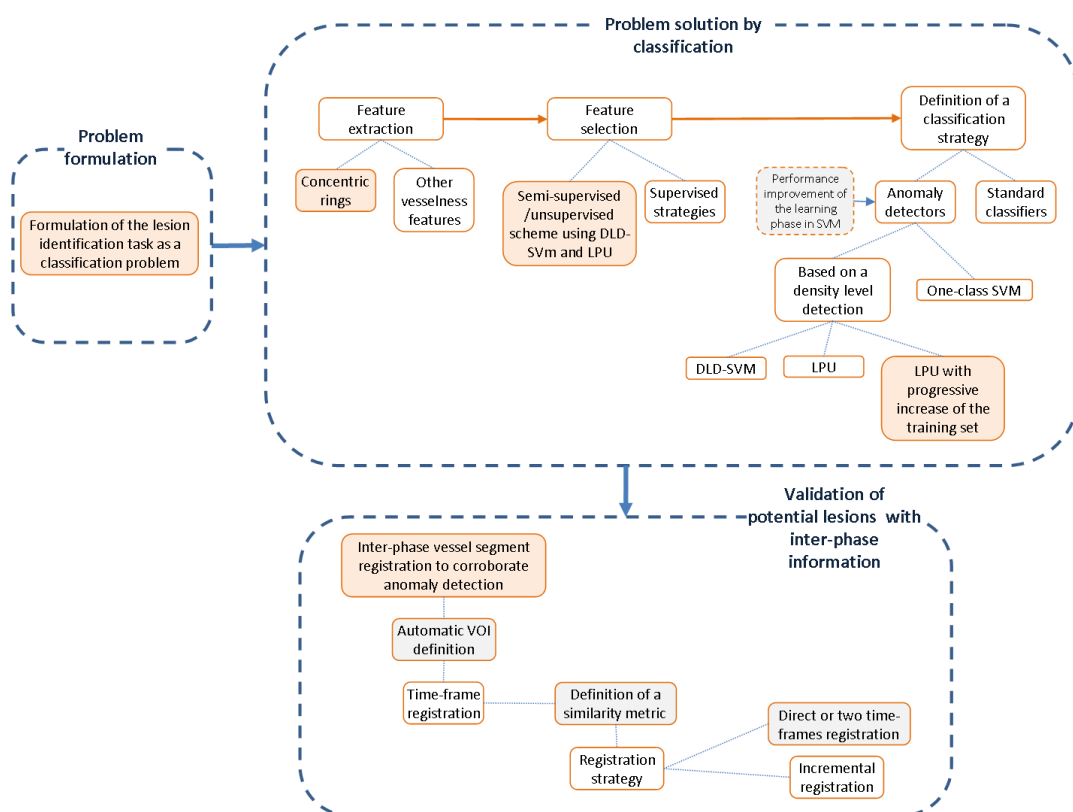 Problem solution by
classification
Problem
formulation
Formulation of the lesion
identification task as a
classification problem
Feature
extraction
Feature
selection
Definition of a
classification
strategy
Concentric
rings
Other
vesselness
features
Semi-supervised
/unsupervised
scheme using DLD-
SVm and LPU
Supervised
strategies
Performance
improvement of
the learning
phase in SVM
Anomaly
detectors
Standard
classifiers
Based on a
density level
detection
One-class SVM
DLD-SVM
LPU
LPU with
progressive
increase of the
training set
Validation of
potential lesions with
inter-phase
information
Inter-phase vessel segment
registration to corroborate
anomaly detection
Automatic VOI
definition
Time-frame
registration
Definition of a
similarity metric
Registration
strategy
Direct or two time-
frames registration
Incremental
registration